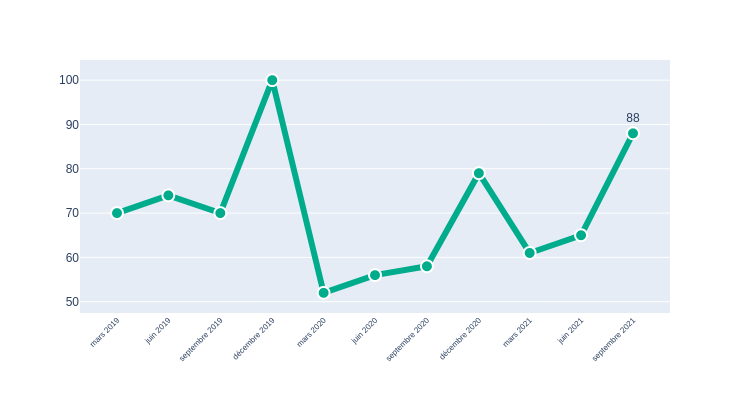 100
90
88
80
70
60
50
mars 2019
juin 2019
septembre 2019
décembre 2019
mars 2020
juin 2020
septembre 2020
décembre 2020
mars 2021
juin 2021
septembre 2021